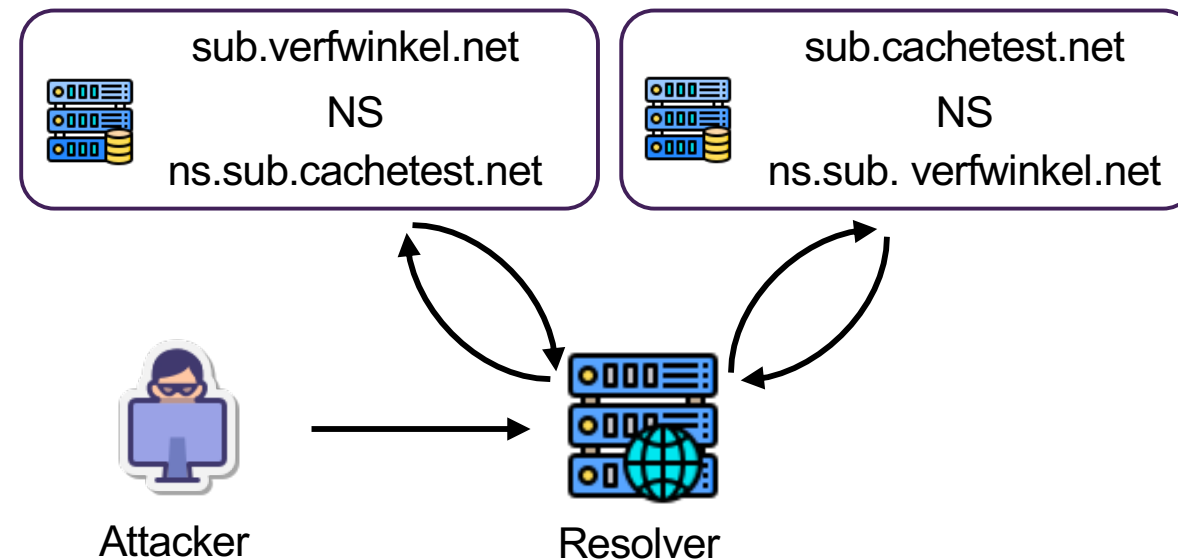 sub.verfwinkel.net
NS
ns.sub.cachetest.net
sub.cachetest.net
NS
ns.sub. verfwinkel.net
Attacker
Resolver